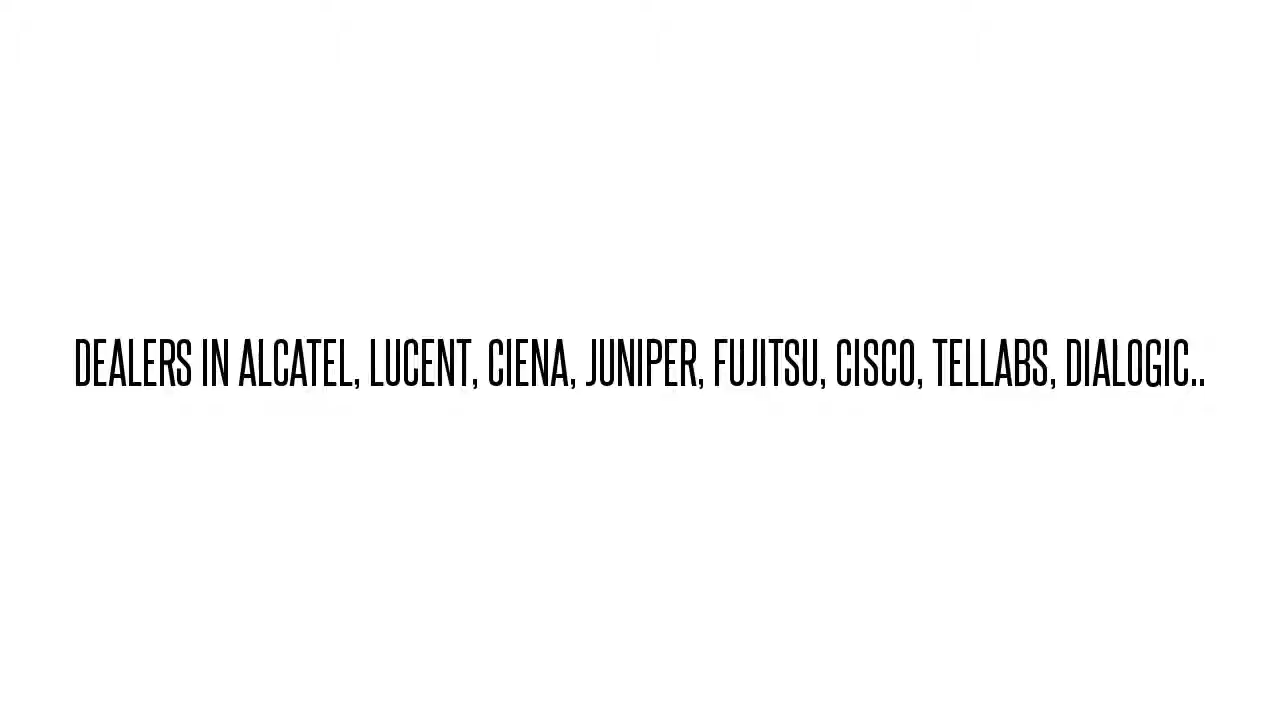 DEALERS IN ALCATEL, LUCENT, CIENA, JUNIPER, FUJITSU, CISCO, TELLABS, DIALOGIC..